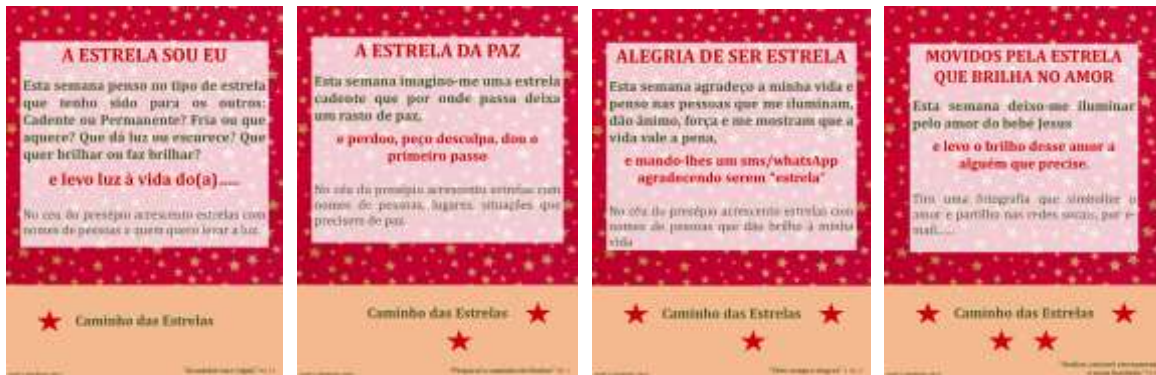 A ESTRELA SOU EU
Esta semana penso no tipo de estrela
que tenho sido para os outros:
Cadente ou Permanente? Fria ou que
aquece? Que dá luz ou escurece? Que
quer brilhar ou faz brilhar?
e levo luz à vida do(a).....
No céu do presépio acrescento estrelas com
nomes de pessoas a quem quero levar a luz.
Caminho das Estrelas
A ESTRELA DA PAZ
Esta semana imagino-me uma estrela
cadente que por onde passa deixa
um rasto de paz,
e perdoo, peço desculpa, dou o
primeiro passo
No céu do presépio acrescento estrelas com
nomes de pessoas, lugares, situações que
precisem de paz.
Caminho das Estrelas
ALEGRIA DE SER ESTRELA
Esta semana agradeço a minha vida e
penso nas pessoas que me iluminam,
dão ânimo, força e me mostram que a
vida vale a pena,
e mando-lhes um sms/whatsApp
agradecendo serem "estrela"
No céu do presépio acrescento estrelas com
nomes de pessoas que dão brilho à minha
vida
Caminho das Estrelas
MOVIDOS PELA ESTRELA
QUE BRILHA NO AMOR
Esta semana deixo-me iluminar
pelo amor do bebé Jesus
e levo o brilho desse amor a
alguém que precise.
Tiro uma fotografia que simbolize o
amor e partilho nas redes sociais, por e-
mail.....
Caminho das Estrelas